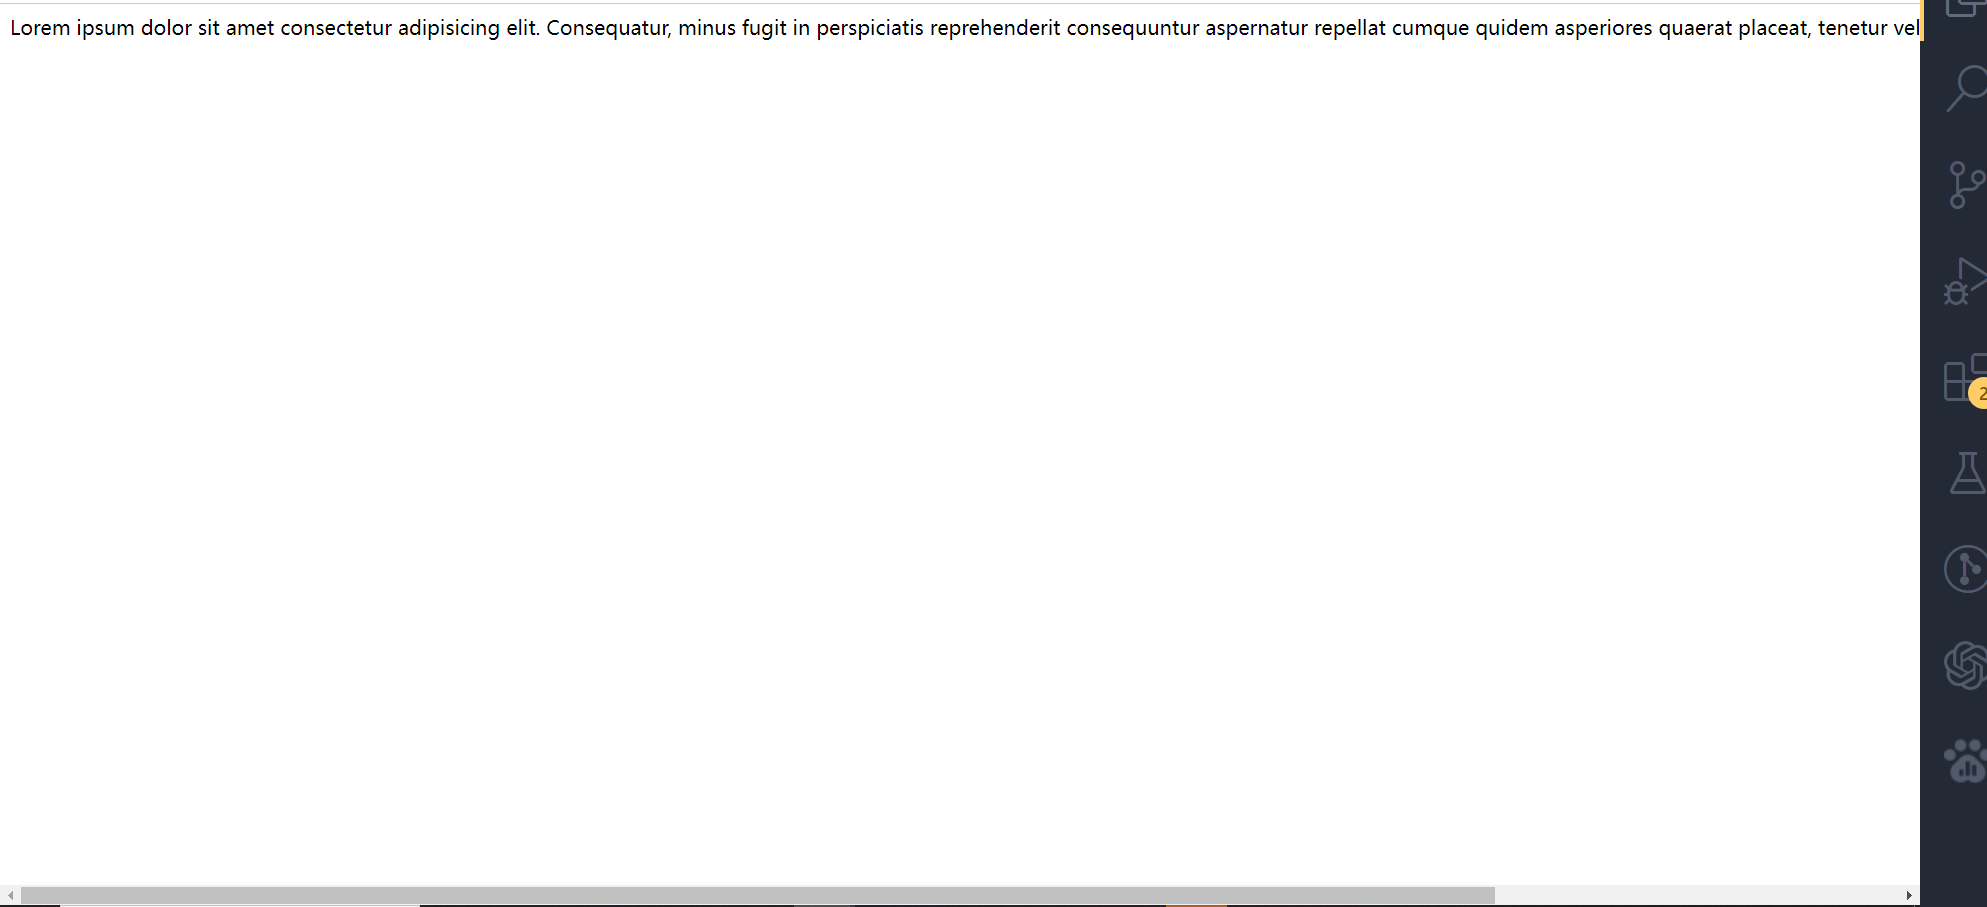 Lorem ipsum dolor sit amet consectetur adipisicing elit. Consequatur, minus fugit in perspiciatis reprehenderit consequuntur aspernatur repellat cumque quidem asperiores quaerat placeat, tenetur vel
2